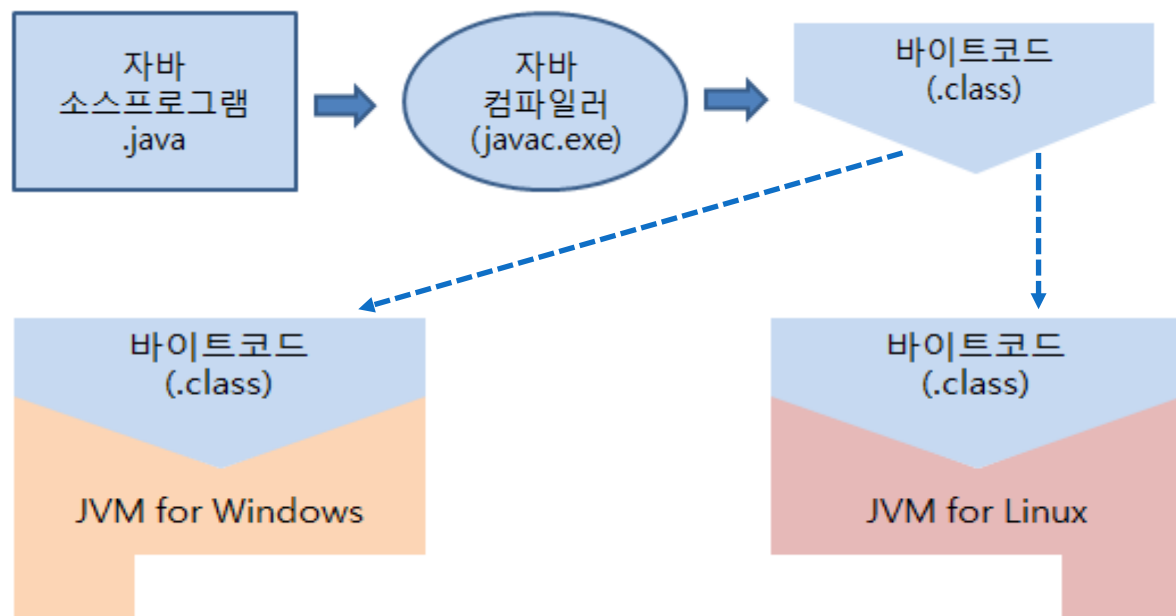 자바
소스프로그램
.java
자바
컴파일러
(javac.exe)
바이트코드
(.class)
바이트코드
(.class)
JVM for Windows
바이트코드
(.class)
JVM for Linux